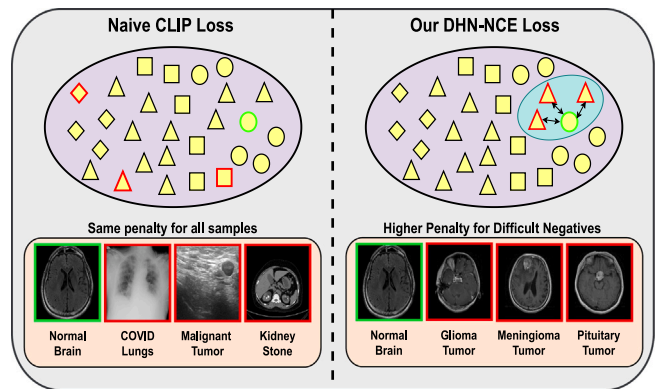 Naive CLIP Loss
Same penalty for all samples
Normal
Brain
COVID
Lungs
Malignant
Tumor
Kidney
Stone
Our DHN-NCE Loss
Higher Penalty for Difficult Negatives
Normal
Brain
Glioma
Tumor
Meningioma
Tumor
Pituitary
Tumor